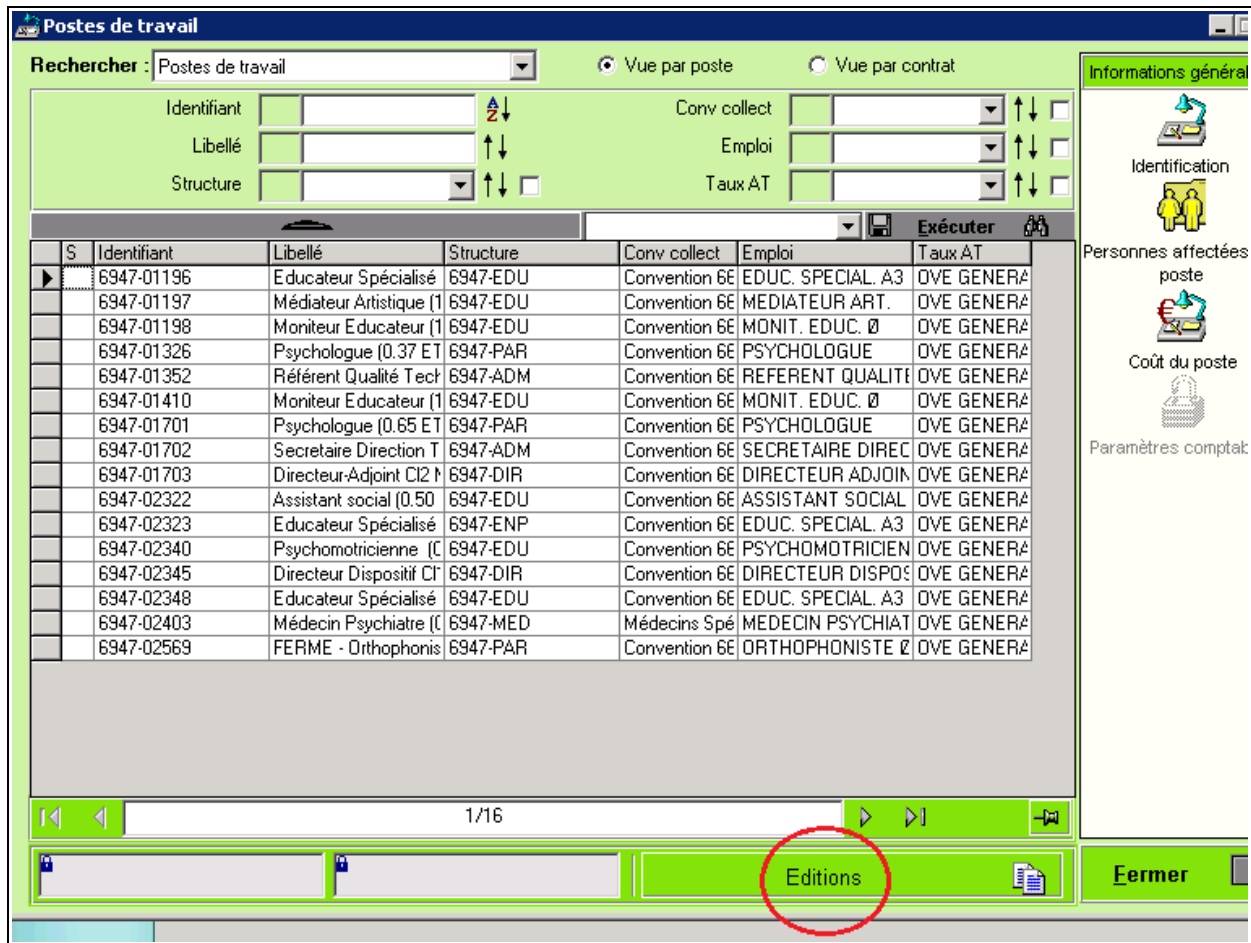 Postes de travail
Rechercher : Postes de travail Vue par poste Vue par contrat
Identifiant Conv collect
Libellé Emploi
Structure Taux AT
Exécuter
S Identifiant Libellé Structure Conv collect Emploi Taux AT
6947-01196 Educateur Spécialisé 6947-EDU Convention 6E EDUC. SPECIAL. A3 OVE GENERA
6947-01197 Médiateur Artistique (1 6947-EDU Convention 6E MEDIATEUR ART. OVE GENERA
6947-01198 Moniteur Educateur (1 6947-EDU Convention 6E MONIT. EDUC. Ø OVE GENERA
6947-01326 Psychologue (0.37 ET 6947-PAR Convention 6E PSYCHOLOGUE OVE GENERA
6947-01352 Référent Qualité Tech 6947-ADM Convention 6E REFERENT QUALITE OVE GENERA
6947-01410 Moniteur Educateur (1 6947-EDU Convention 6E MONIT. EDUC. Ø OVE GENERA
6947-01701 Psychologue (0.65 ET 6947-PAR Convention 6E PSYCHOLOGUE OVE GENERA
6947-01702 Secretaire Direction T 6947-ADM Convention 6E SECRETAIRE DIREC OVE GENERA
6947-01703 Directeur-Adjoint Cl2 N 6947-DIR Convention 6E DIRECTEUR ADJOIN OVE GENERA
6947-02322 Assistant social (0.50 6947-EDU Convention 6E ASSISTANT SOCIAL OVE GENERA
6947-02323 Educateur Spécialisé 6947-ENP Convention 6E EDUC. SPECIAL. A3 OVE GENERA
6947-02340 Psychomotricienne (0 6947-EDU Convention 6E PSYCHOMOTRICIEN OVE GENERA
6947-02345 Directeur Dispositif Cl 6947-DIR Convention 6E DIRECTEUR DISPOS OVE GENERA
6947-02348 Educateur Spécialisé 6947-EDU Convention 6E EDUC. SPECIAL. A3 OVE GENERA
6947-02403 Médecin Psychiatre (0 6947-MED Médecins Spé MEDECIN PSYCHIAT OVE GENERA
6947-02569 FERME - Orthophonis 6947-PAR Convention 6E ORTHOPHONISTE Ø OVE GENERA
1/16
Editions
Informations général
Identification
Personnes affectées
poste
Coût du poste
Paramètres comptab
Fermer